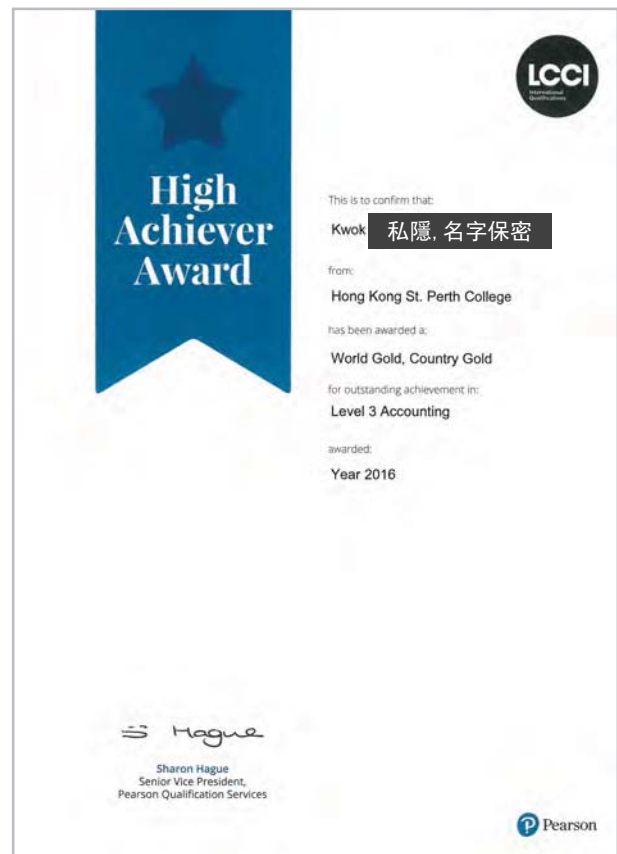 High
Achiever
Award
LCCI
International
Qualifications
This is to confirm that:
Kwok 私隱, 名字保密
from:
Hong Kong St. Perth College
has been awarded a:
World Gold, Country Gold
for outstanding achievement in:
Level 3 Accounting
awarded:
Year 2016
S Hague
Sharon Hague
Senior Vice President,
Pearson Qualification Services
Pearson